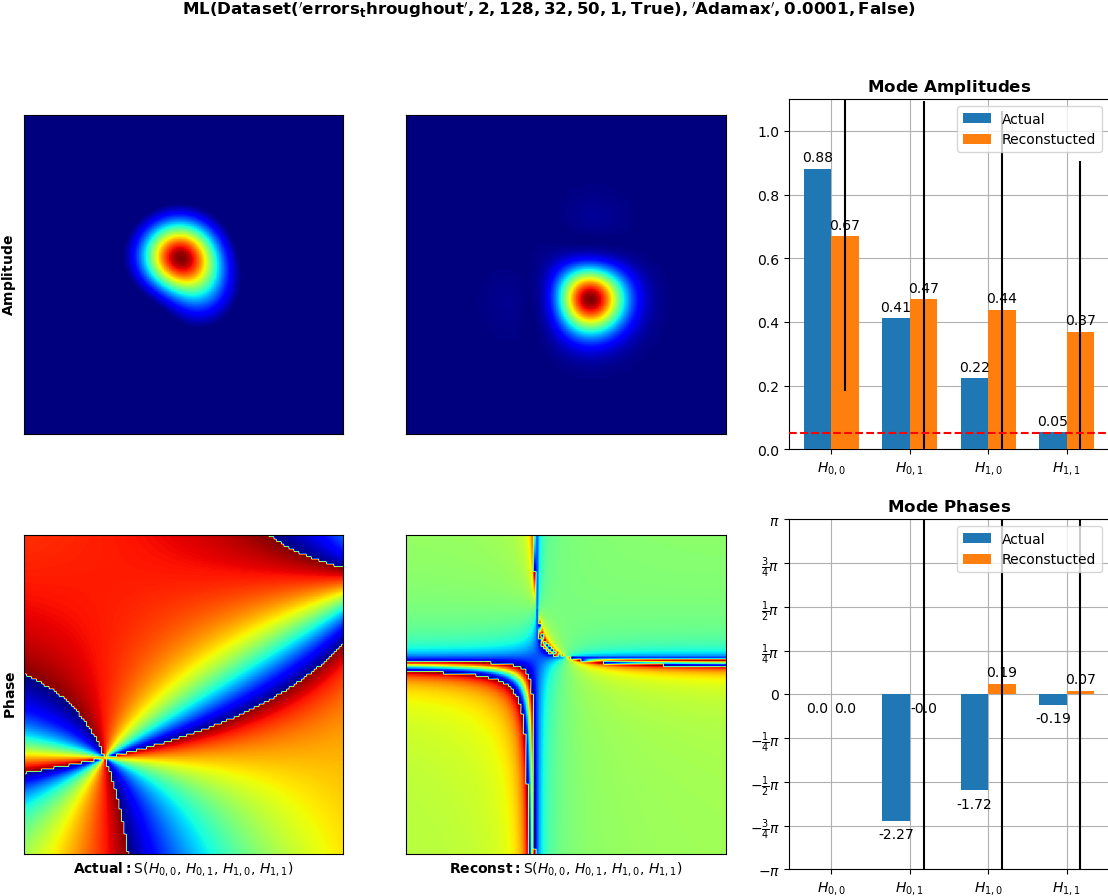 ML(Dataset('errors_throughout', 2, 128, 32, 50, 1, True), 'Adamax', 0.0001, False)
Amplitude
Mode Amplitudes
Actual
Reconstucted
1.0
0.8
0.6
0.4
0.2
0.0
0.88
0.67
0.41
0.47
0.22
0.44
0.05
0.37
H0,0
H0,1
H1,0
H1,1
Phase
Actual: S(H0,0, H0,1, H1,0, H1,1)
Reconst: S(H0,0, H0,1, H1,0, H1,1)
Mode Phases
Actual
Reconstucted
π
3/4π
1/2π
1/4π
0
−1/4π
−1/2π
−3/4π
−π
0.0
0.0
-2.27
-0.0
-1.72
0.19
-0.19
0.07
H0,0
H0,1
H1,0
H1,1